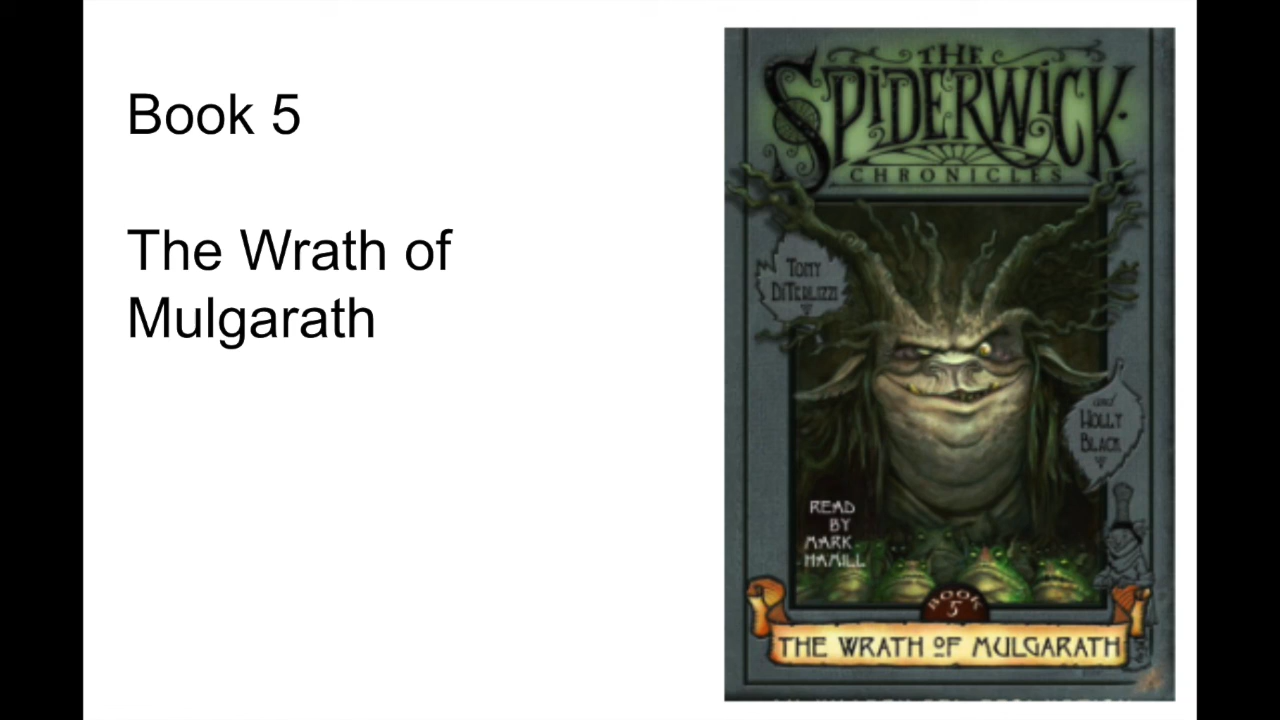 Book 5
The Wrath of
Mulgarath
THE
SPiDERWiCK
CHRONICLES
TONY
DiTERLIZZI
and
HOLLY
BLACK
READ
BY
MARK
HAMILL
BOOK
5
THE WRATH OF MULGARATH